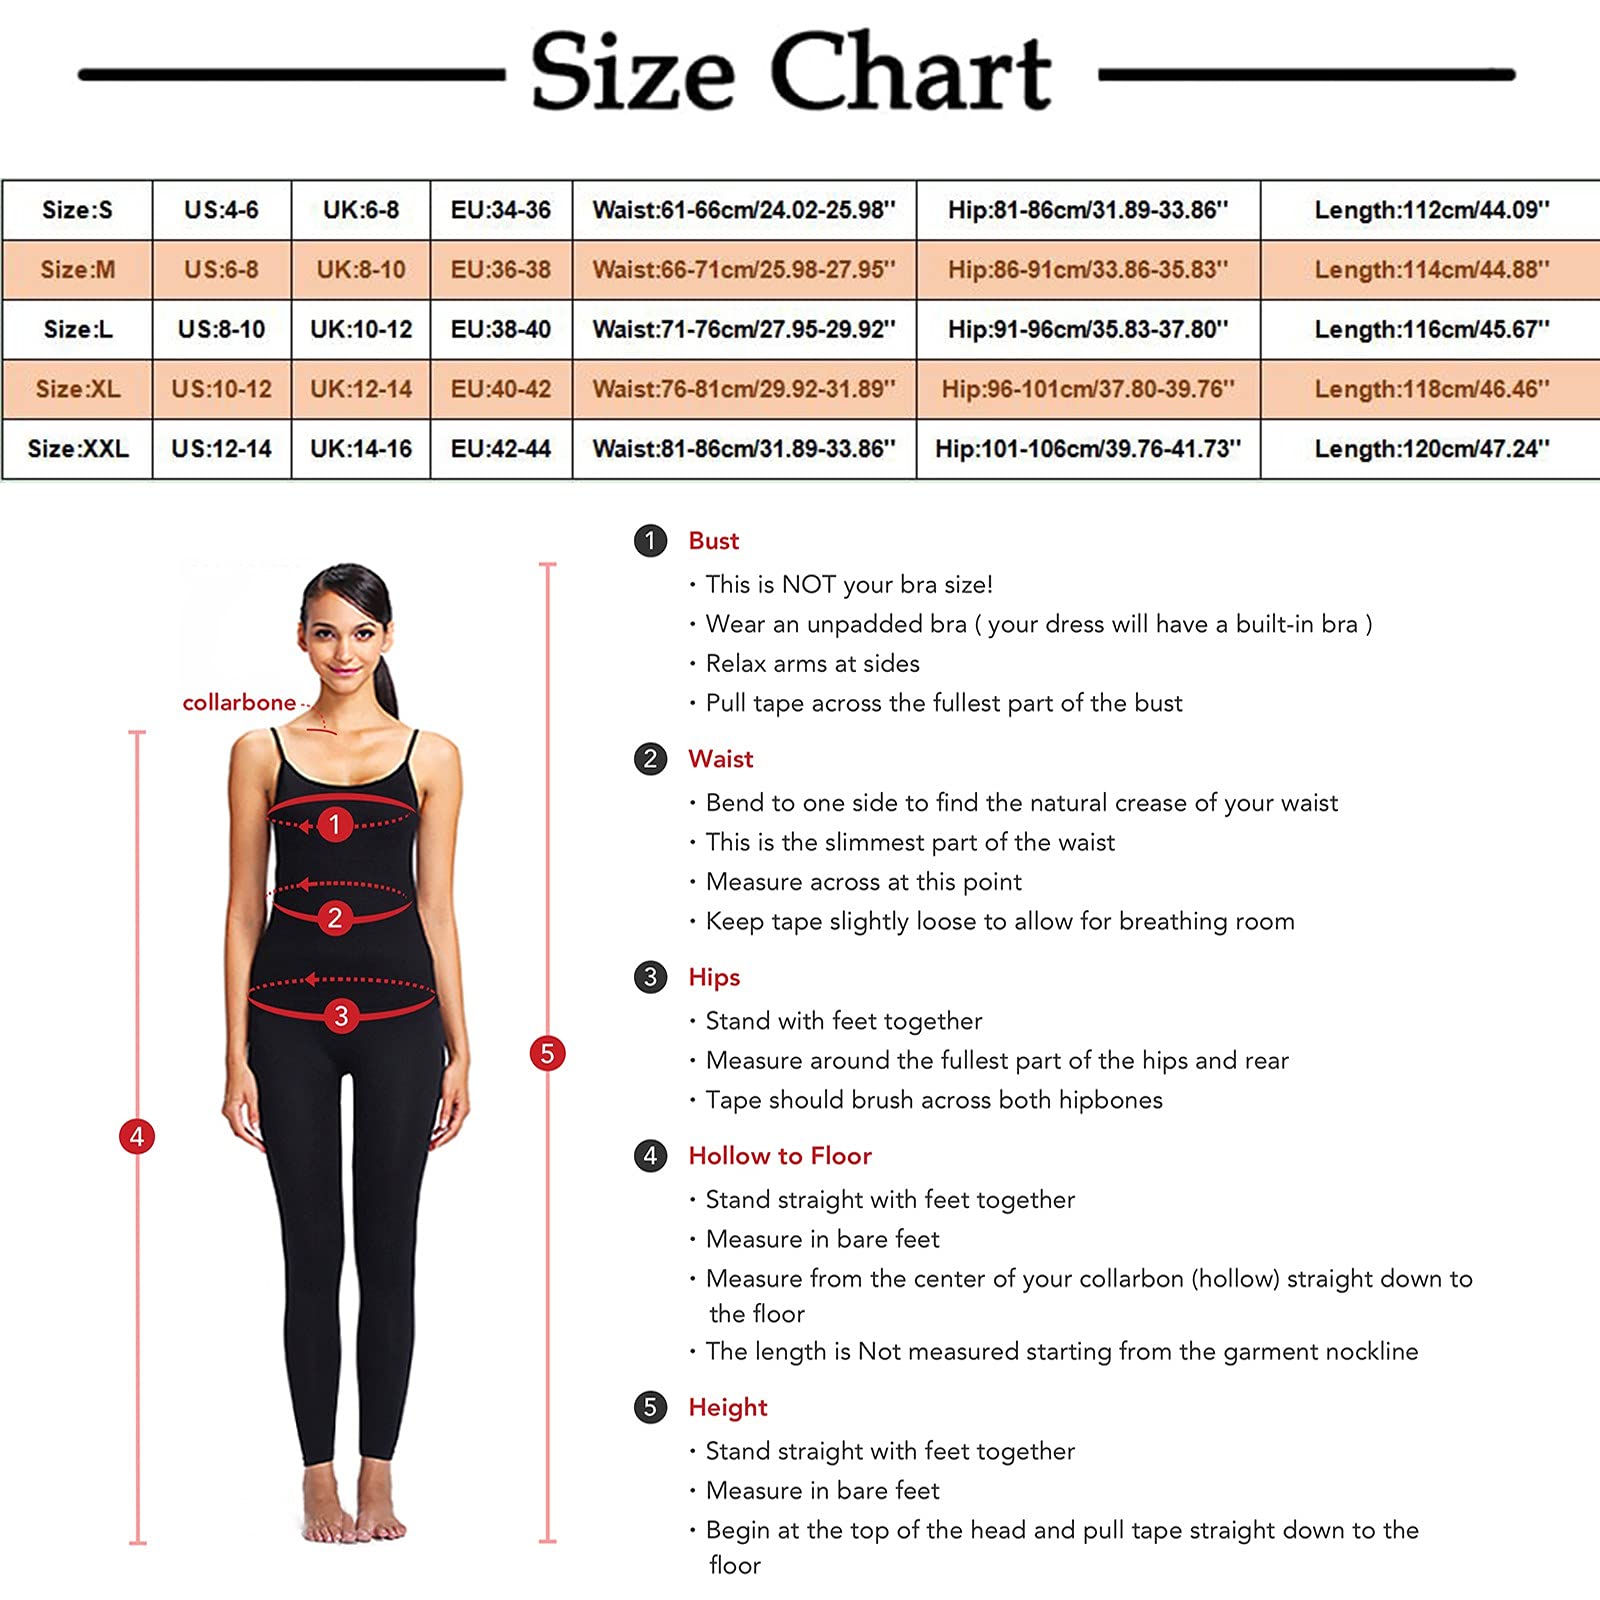 Size Chart
Size:S US:4-6 UK:6-8 EU:34-36 Waist:61-66cm/24.02-25.98'' Hip:81-86cm/31.89-33.86'' Length:112cm/44.09''
Size:M US:6-8 UK:8-10 EU:36-38 Waist:66-71cm/25.98-27.95'' Hip:86-91cm/33.86-35.83'' Length:114cm/44.88''
Size:L US:8-10 UK:10-12 EU:38-40 Waist:71-76cm/27.95-29.92'' Hip:91-96cm/35.83-37.80'' Length:116cm/45.67''
Size:XL US:10-12 UK:12-14 EU:40-42 Waist:76-81cm/29.92-31.89'' Hip:96-101cm/37.80-39.76'' Length:118cm/46.46''
Size:XXL US:12-14 UK:14-16 EU:42-44 Waist:81-86cm/31.89-33.86'' Hip:101-106cm/39.76-41.73'' Length:120cm/47.24''
collarbone
1
2
3
4
5
1 Bust
· This is NOT your bra size!
· Wear an unpadded bra ( your dress will have a built-in bra )
· Relax arms at sides
· Pull tape across the fullest part of the bust
2 Waist
· Bend to one side to find the natural crease of your waist
· This is the slimmest part of the waist
· Measure across at this point
· Keep tape slightly loose to allow for breathing room
3 Hips
· Stand with feet together
· Measure around the fullest part of the hips and rear
· Tape should brush across both hipbones
4 Hollow to Floor
· Stand straight with feet together
· Measure in bare feet
· Measure from the center of your collarbon (hollow) straight down to
the floor
· The length is Not measured starting from the garment nockline
5 Height
· Stand straight with feet together
· Measure in bare feet
· Begin at the top of the head and pull tape straight down to the
floor